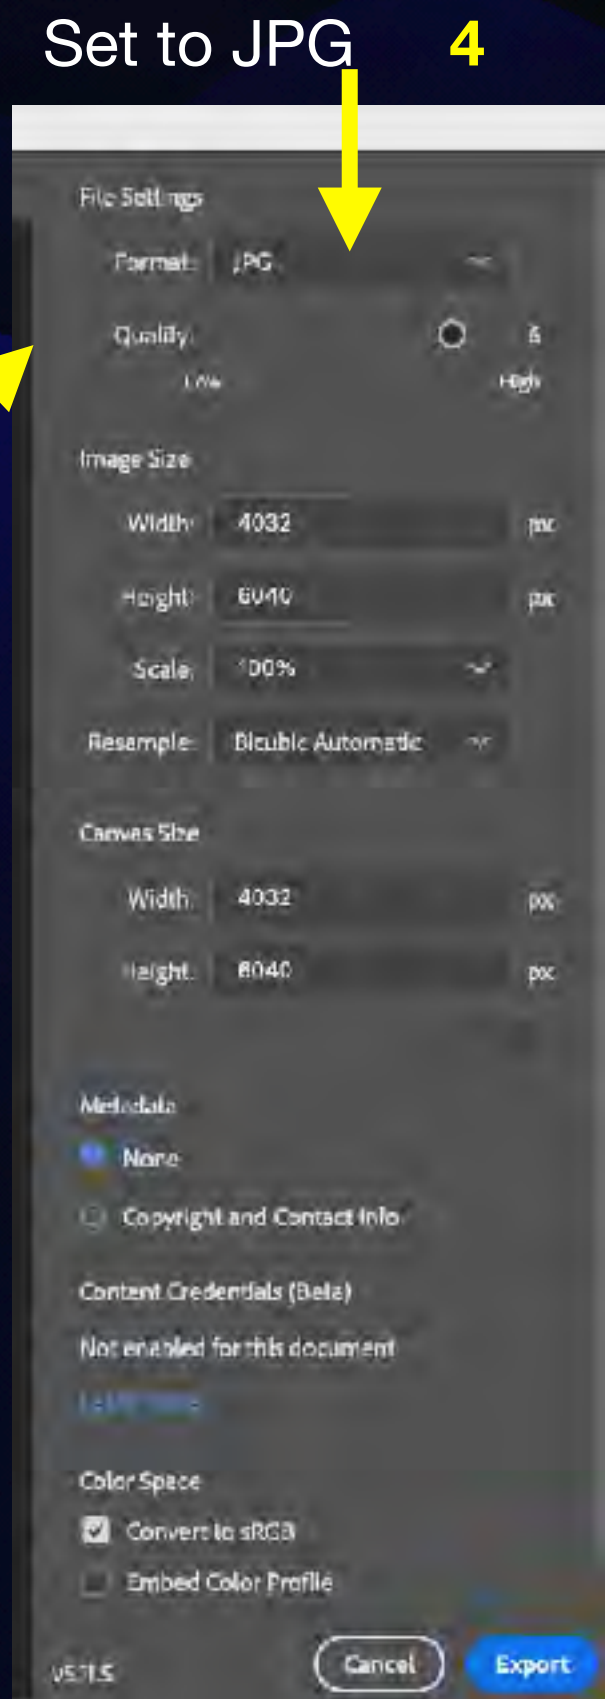 Set to JPG 4
File Settings
Format: JPG
Quality: 6
Low High
Image Size
Width: 4032 px
Height: 6040 px
Scale: 100%
Resample: Bicubic Automatic
Canvas Size
Width: 4032 px
Height: 6040 px
Metadata
None
Copyright and Contact Info
Content Credentials (Beta)
Not enabled for this document
Color Space
Convert to sRGB
Embed Color Profile
Cancel Export